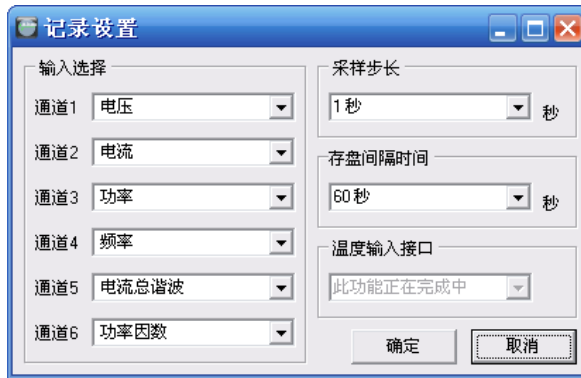 记录设置
输入选择
通道1 电压
通道2 电流
通道3 功率
通道4 频率
通道5 电流总谐波
通道6 功率因数
采样步长
1秒 秒
存盘间隔时间
60秒 秒
温度输入接口
此功能正在完成中
确定 取消